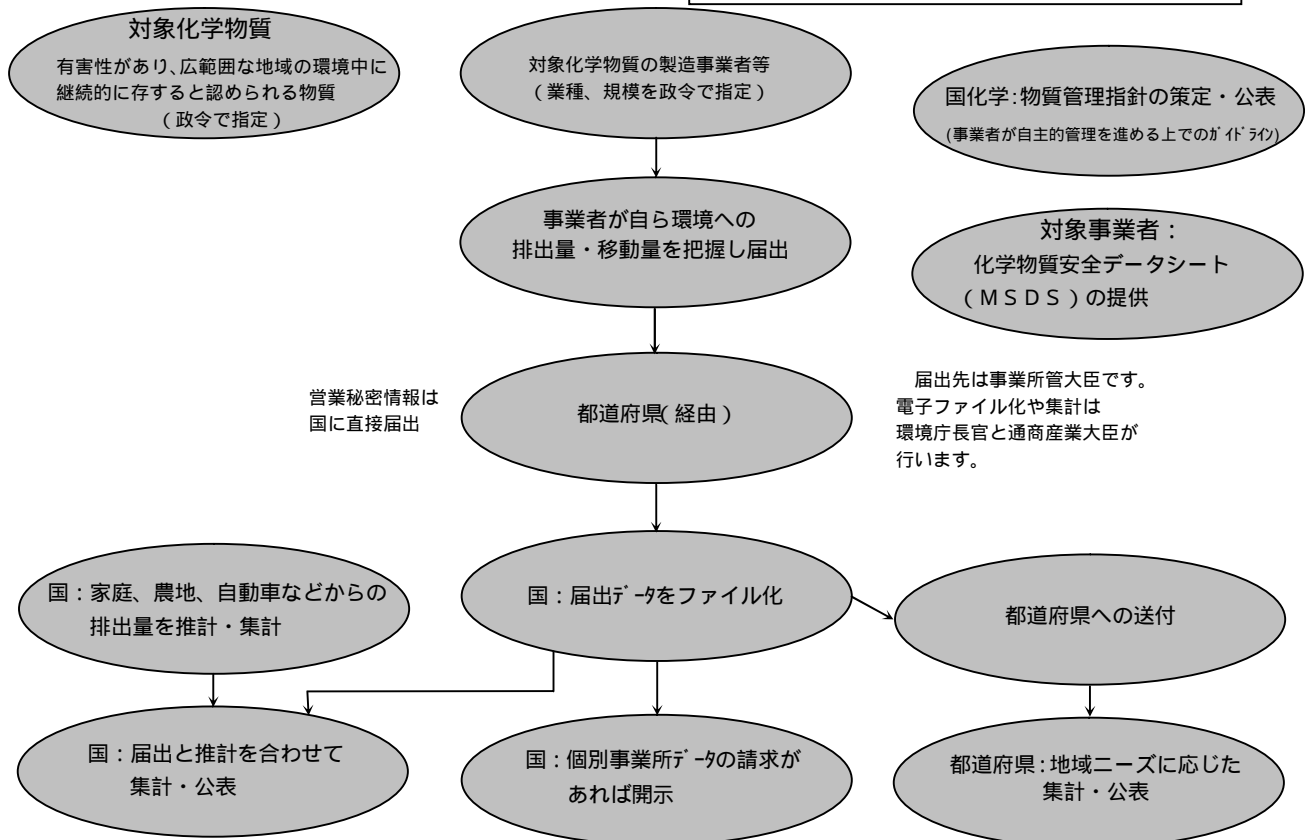 対象化学物質
有害性があり、広範囲な地域の環境中に
継続的に存すると認められる物質
(政令で指定)
対象化学物質の製造事業者等
(業種、規模を政令で指定)
国化学:物質管理指針の策定・公表
(事業者が自主的管理を進める上でのガイドライン)
事業者が自ら環境への
排出量・移動量を把握し届出
対象事業者:
化学物質安全データシート
(MSDS)の提供
営業秘密情報は
国に直接届出
都道府県(経由)
届出先は事業所管大臣です。
電子ファイル化や集計は
環境庁長官と通商産業大臣が
行います。
国:家庭、農地、自動車などからの
排出量を推計・集計
国:届出データをファイル化
都道府県への送付
国:届出と推計を合わせて
集計・公表
国:個別事業所データの請求が
あれば開示
都道府県:地域ニーズに応じた
集計・公表